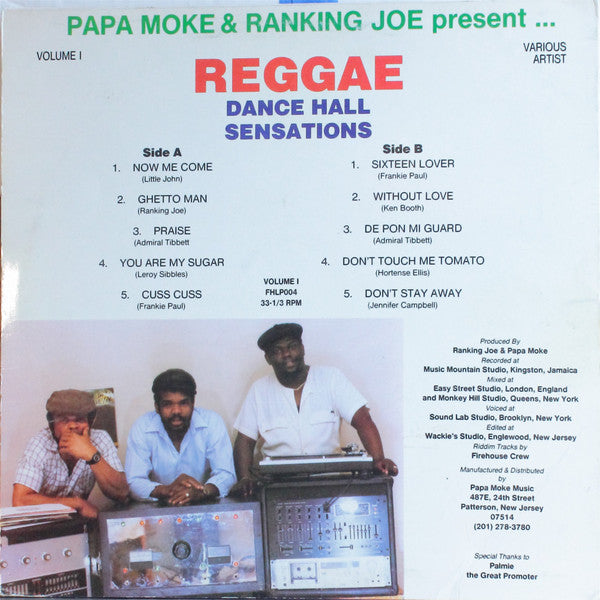 PAPA MOKE & RANKING JOE present ...
VOLUME I
VARIOUS
ARTIST
REGGAE
DANCE HALL
SENSATIONS
Side A
1. NOW ME COME
(Little John)
2. GHETTO MAN
(Ranking Joe)
3. PRAISE
(Admiral Tibbett
4. YOU ARE MY SUGAR
(Leroy Sibbles)
5. CUSS CUSS
(Frankie Paul)
Side B
1. SIXTEEN LOVER
(Frankie Paul)
2. WITHOUT LOVE
(Ken Booth)
3. DE PON MI GUARD
(Admiral Tibbett)
4. DON'T TOUCH ME TOMATO
(Hortense Ellis)
5. DON'T STAY AWAY
(Jennifer Campbell)
VOLUME I
FHLP004
33-1/3 RPM
Produced By
Ranking Joe & Papa Moke
Recorded at
Music Mountain Studio, Kingston, Jamaica
Mixed at
Easy Street Studio, London, England
and Monkey Hill Studio, Queens, New York
Voiced at
Sound Lab Studio, Brooklyn, New York
Edited at
Wackie's Studio, Englewood, New Jersey
Riddim Tracks by
Firehouse Crew
Manufactured & Distributed
by
Papa Moke Music
487E, 24th Street
Patterson, New Jersey
07514
(201) 278-3780
Special Thanks to
Palmie
the Great Promoter